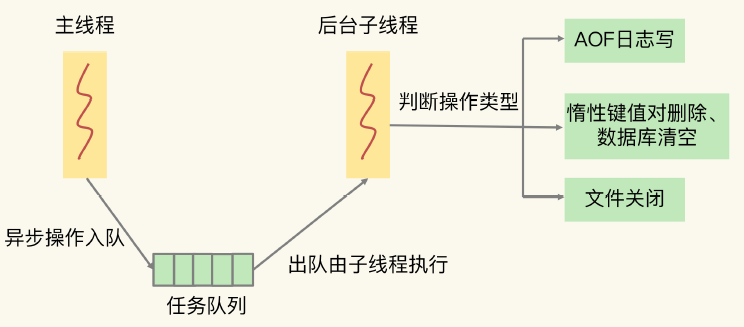 主线程
后台子线程
AOF日志写
判断操作类型
惰性键值对删除、
数据库清空
文件关闭
异步操作入队
出队由子线程执行
任务队列